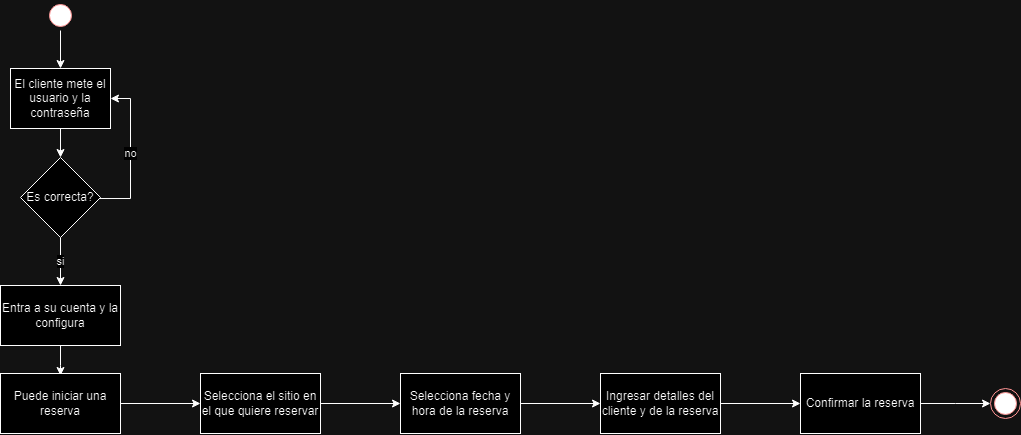 El cliente mete el
usuario y la
contraseña
no
Es correcta?
si
Entra a su cuenta y la
configura
Puede iniciar una
reserva
Selecciona el sitio en
el que quiere reservar
Selecciona fecha y
hora de la reserva
Ingresar detalles del
cliente y de la reserva
Confirmar la reserva